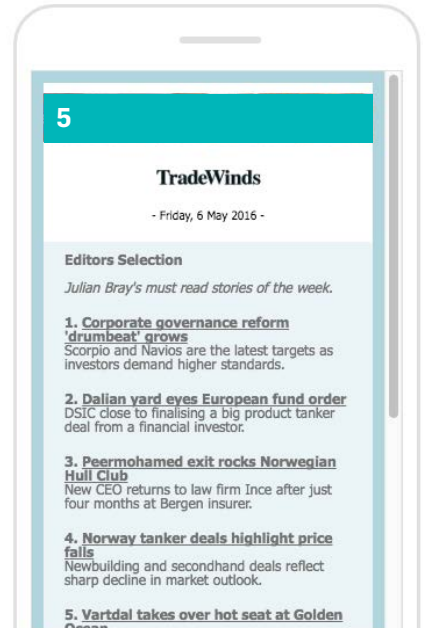 5
TradeWinds
- Friday, 6 May 2016 -
Editors Selection
Julian Bray's must read stories of the week.
1. Corporate governance reform
'drumbeat' grows
Scorpio and Navios are the latest targets as
investors demand higher standards.
2. Dalian yard eyes European fund order
DSIC close to finalising a big product tanker
deal from a financial investor.
3. Peermohamed exit rocks Norwegian
Hull Club
New CEO returns to law firm Ince after just
four months at Bergen insurer.
4. Norway tanker deals highlight price
falls
Newbuilding and secondhand deals reflect
sharp decline in market outlook.
5. Vartdal takes over hot seat at Golden
Ocean